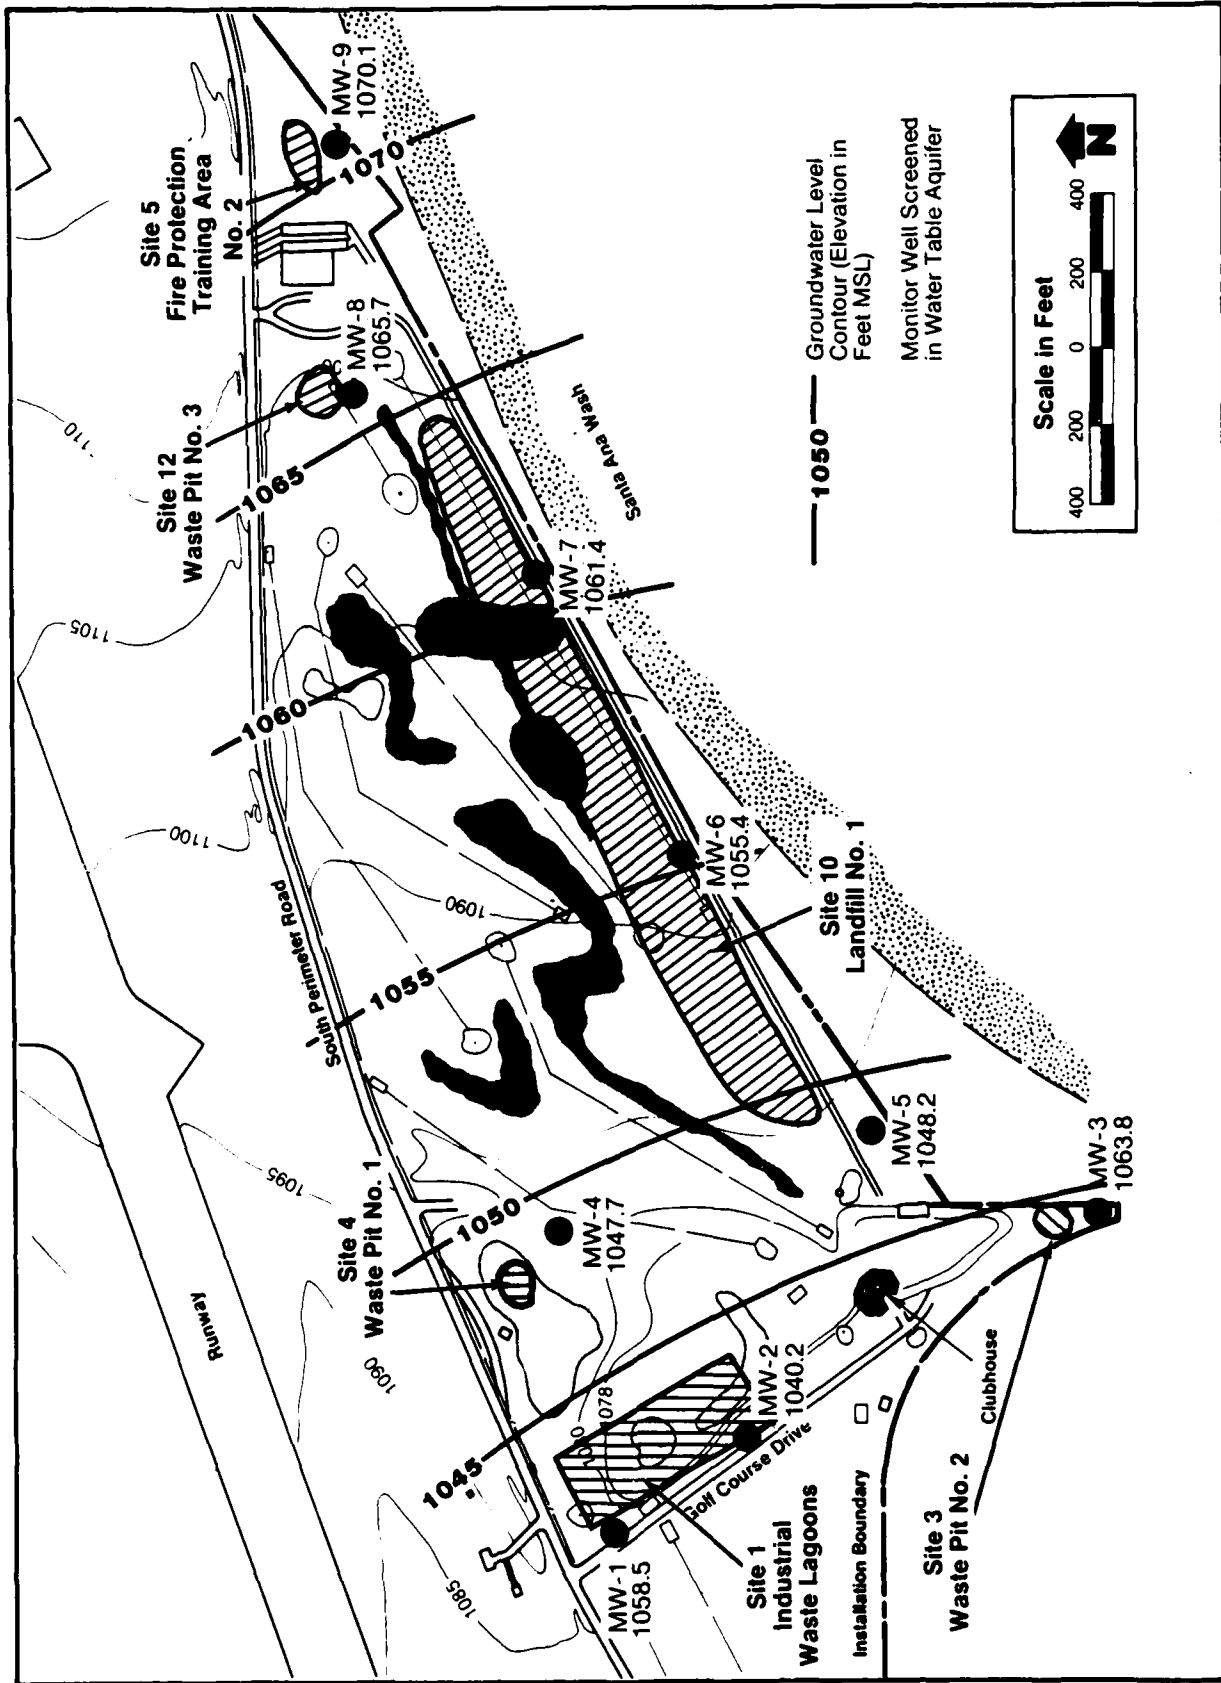 Site 5
Fire Protection
Training Area
No. 2
MW-9
1070.1
1070
Site 12
Waste Pit No. 3
MW-8
1065.7
1065
110
1105
1100
1060
MW-7
1061.4
Santa Ana Wash
South Perimeter Road
1090
1055
MW-6
1055.4
Site 10
Landfill No. 1
Runway
1095
1090
Site 4
Waste Pit No. 1
1050
MW-4
1047.7
MW-5
1048.2
MW-3
1063.8
1085
1045
1078
MW-2
1040.2
Golf Course Drive
MW-1
1058.5
Site 1
Industrial
Waste Lagoons
Installation Boundary
Clubhouse
Site 3
Waste Pit No. 2
1050
Groundwater Level
Contour (Elevation in
Feet MSL)
Monitor Well Screened
in Water Table Aquifer
Scale in Feet
400 200 0 200 400
N